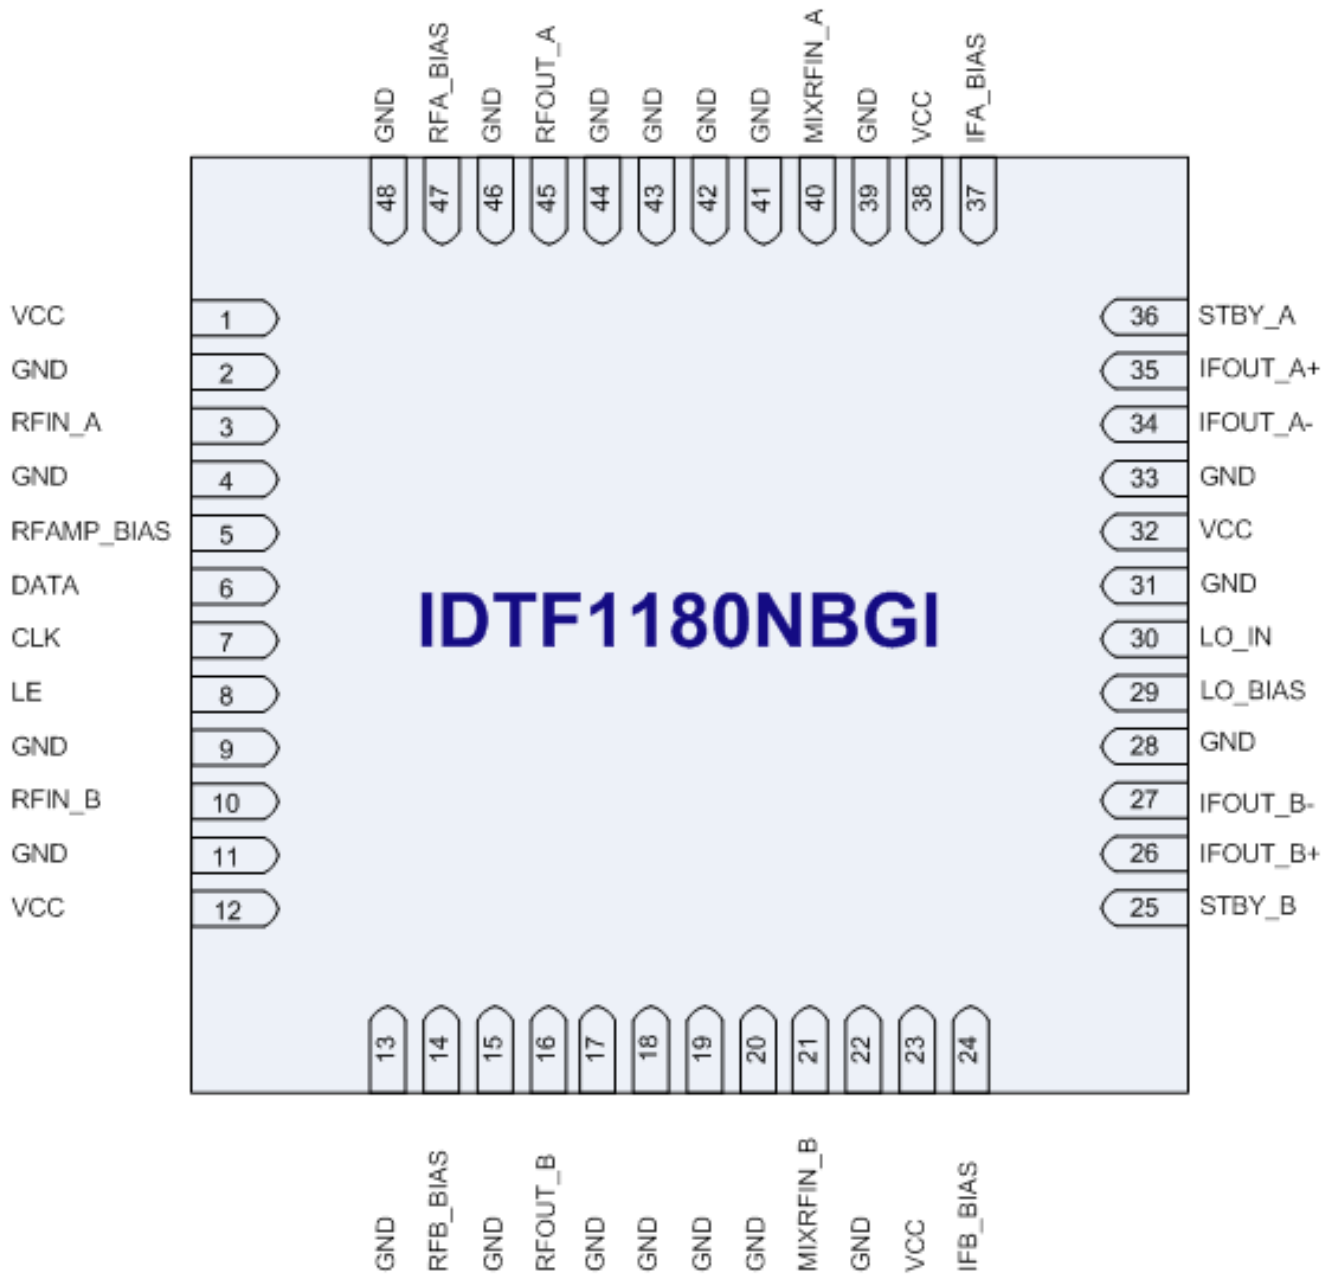 GND
RFA_BIAS
GND
RFOUT_A
GND
GND
GND
GND
MIXRFIN_A
GND
VCC
IFA_BIAS
48
47
46
45
44
43
42
41
40
39
38
37
VCC 1
GND 2
RFIN_A 3
GND 4
RFAMP_BIAS 5
DATA 6
CLK 7
LE 8
GND 9
RFIN_B 10
GND 11
VCC 12
IDTF1180NBGI
36 STBY_A
35 IFOUT_A+
34 IFOUT_A-
33 GND
32 VCC
31 GND
30 LO_IN
29 LO_BIAS
28 GND
27 IFOUT_B-
26 IFOUT_B+
25 STBY_B
13
14
15
16
17
18
19
20
21
22
23
24
GND
RFB_BIAS
GND
RFOUT_B
GND
GND
GND
GND
MIXRFIN_B
GND
VCC
IFB_BIAS